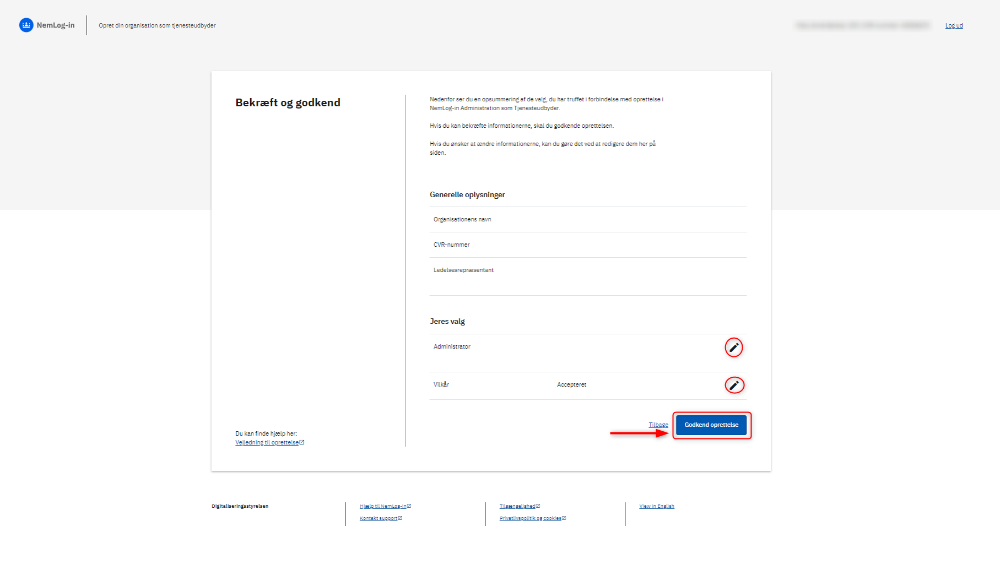 NemLog-in
Opret din organisation som tjenesteudbyder
Log ud
Bekræft og godkend
Nedenfor ser du en opsummering af de valg, du har truffet i forbindelse med oprettelse i
NemLog-in Administration som Tjenesteudbyder.
Hvis du kan bekræfte informationerne, skal du godkende oprettelsen.
Hvis du ønsker at ændre informationerne, kan du gøre det ved at redigere dem her på
siden.
Generelle oplysninger
Organisationens navn
CVR-nummer
Ledelsesrepræsentant
Jeres valg
Administrator
Vilkår Accepteret
Tilbage
Godkend oprettelse
Du kan finde hjælp her:
Vejledning til oprettelse
Digitaliseringsstyrelsen
Hjælp til NemLog-in
Kontakt support
Tilgængelighed
Privatlivspolitik og cookies
View in English